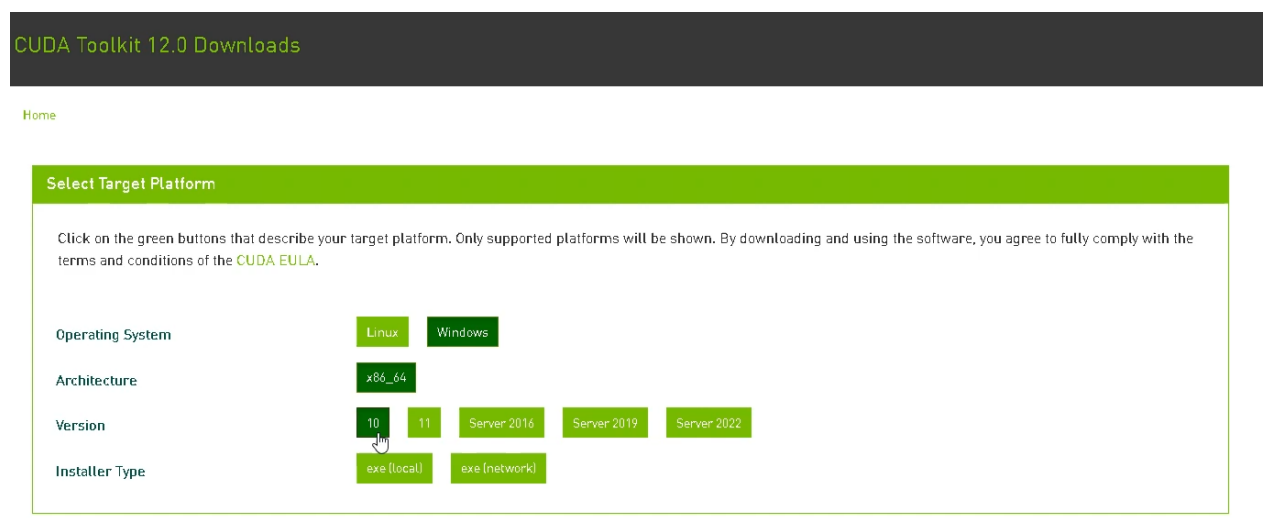 CUDA Toolkit 12.0 Downloads
Home
Select Target Platform
Click on the green buttons that describe your target platform. Only supported platforms will be shown. By downloading and using the software, you agree to fully comply with the
terms and conditions of the CUDA EULA.
Operating System Linux Windows
Architecture x86_64
Version 10 11 Server 2016 Server 2019 Server 2022
Installer Type exe (local) exe (network)